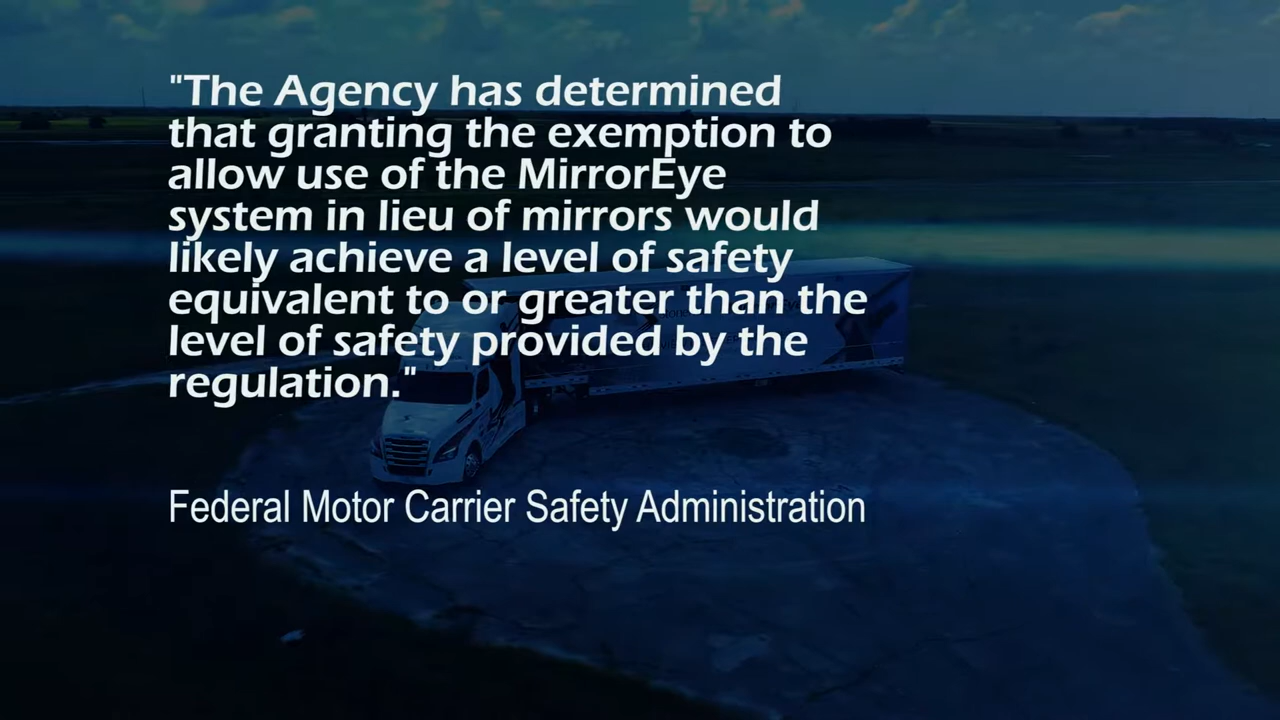 "The Agency has determined
that granting the exemption to
allow use of the MirrorEye
system in lieu of mirrors would
likely achieve a level of safety
equivalent to or greater than the
level of safety provided by the
regulation."
Federal Motor Carrier Safety Administration